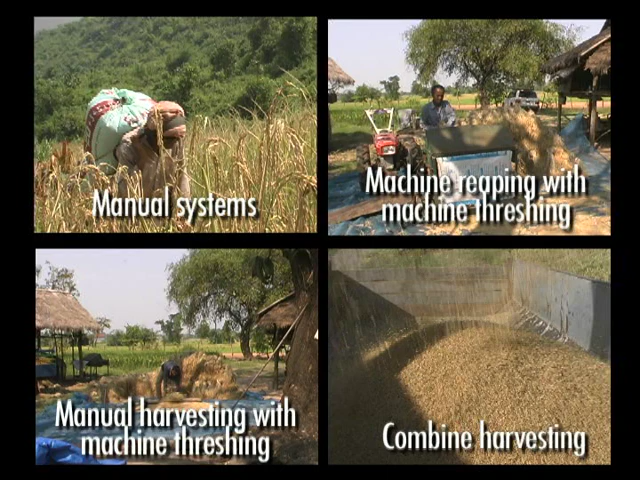 Manual systems
Machine reaping with
machine threshing
Manual harvesting with
machine threshing
Combine harvesting